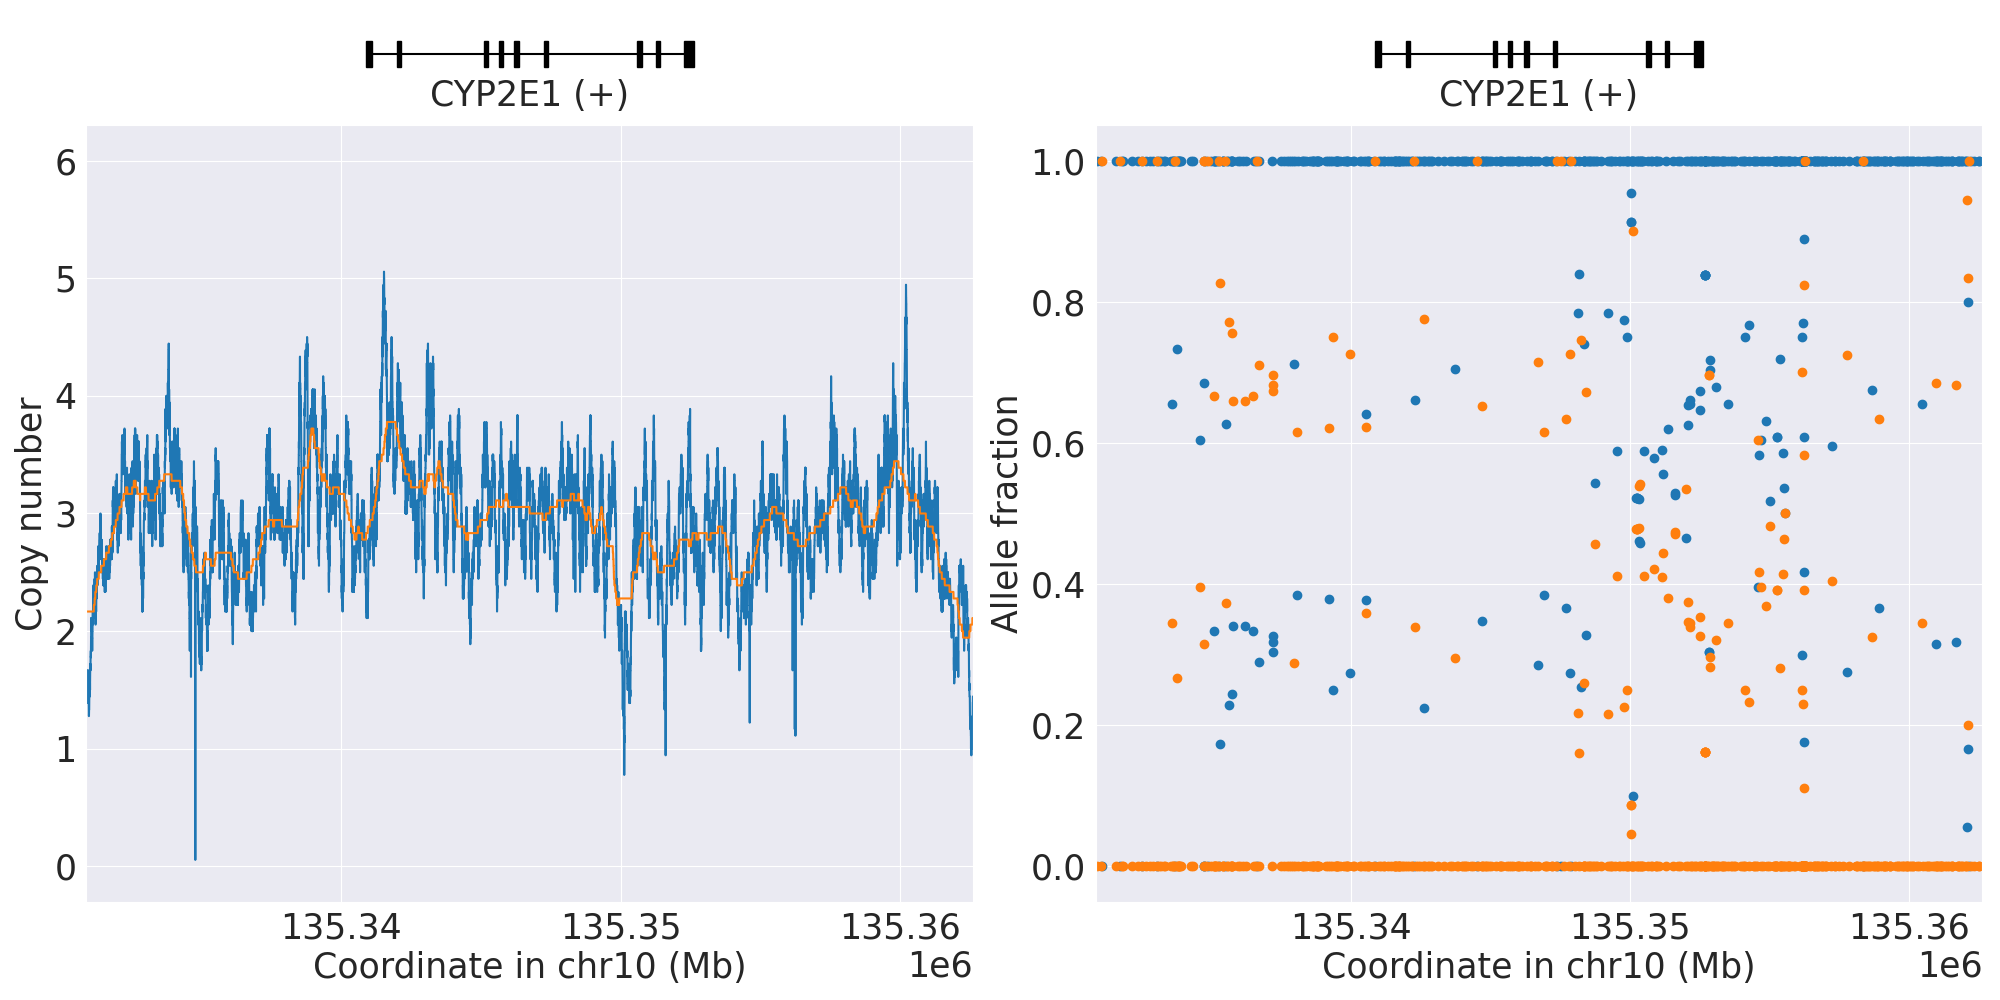 CYP2E1 (+)
6
5
4
3
2
1
0
Copy number
135.34 135.35 135.36
Coordinate in chr10 (Mb)
1e6
CYP2E1 (+)
1.0
0.8
0.6
0.4
0.2
0.0
Allele fraction
135.34 135.35 135.36
Coordinate in chr10 (Mb)
1e6